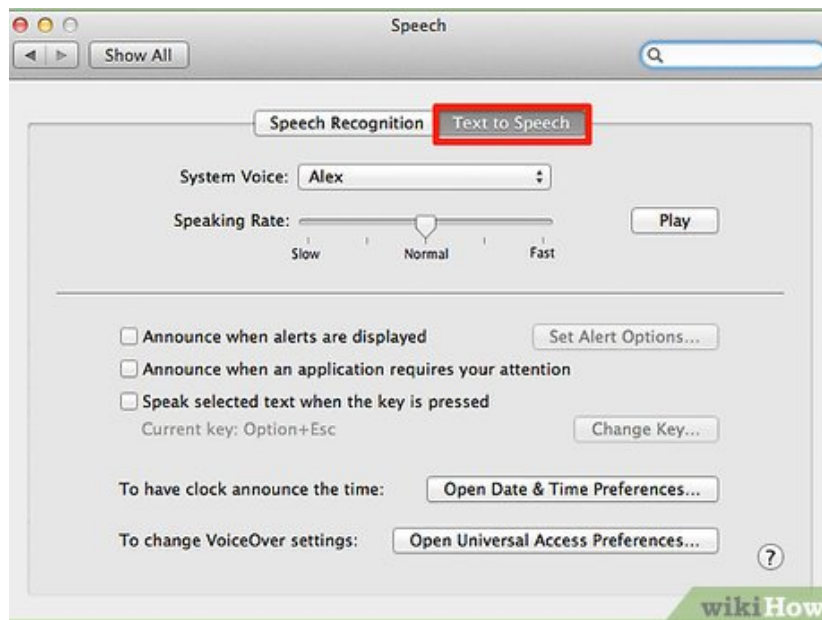 Speech
Show All
Speech Recognition Text to Speech
System Voice: Alex
Speaking Rate: Play
Slow Normal Fast
Announce when alerts are displayed Set Alert Options...
Announce when an application requires your attention
Speak selected text when the key is pressed
Current key: Option+Esc Change Key...
To have clock announce the time: Open Date & Time Preferences...
To change VoiceOver settings: Open Universal Access Preferences...
?
wikiHow